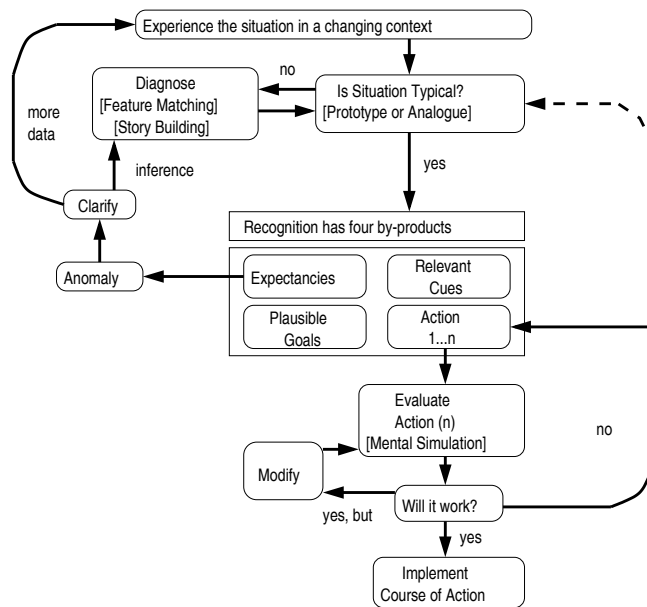 Experience the situation in a changing context
no
Diagnose
[Feature Matching]
[Story Building]
Is Situation Typical?
[Prototype or Analogue]
more
data
inference
yes
Clarify
Recognition has four by-products
Anomaly
Expectancies
Relevant
Cues
Plausible
Goals
Action
1...n
Evaluate
Action (n)
[Mental Simulation]
no
Modify
yes, but
Will it work?
yes
Implement
Course of Action